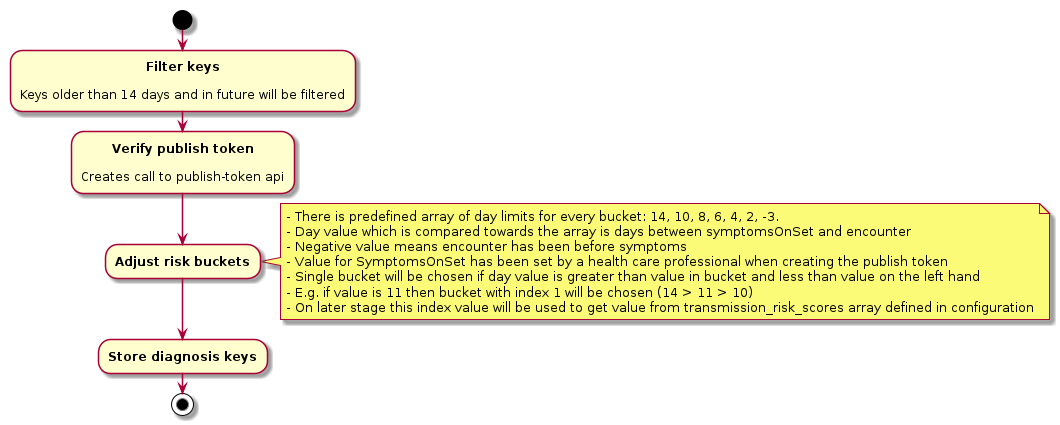 Filter keys
Keys older than 14 days and in future will be filtered
Verify publish token
Creates call to publish-token api
- There is predefined array of day limits for every bucket: 14, 10, 8, 6, 4, 2, -3.
- Day value which is compared towards the array is days between symptomsOnSet and encounter
- Negative value means encounter has been before symptoms
- Value for SymptomsOnSet has been set by a health care professional when creating the publish token
- Single bucket will be chosen if day value is greater than value in bucket and less than value on the left hand
- E.g. if value is 11 then bucket with index 1 will be chosen (14 > 11 > 10)
- On later stage this index value will be used to get value from transmission_risk_scores array defined in configuration
Adjust risk buckets
Store diagnosis keys